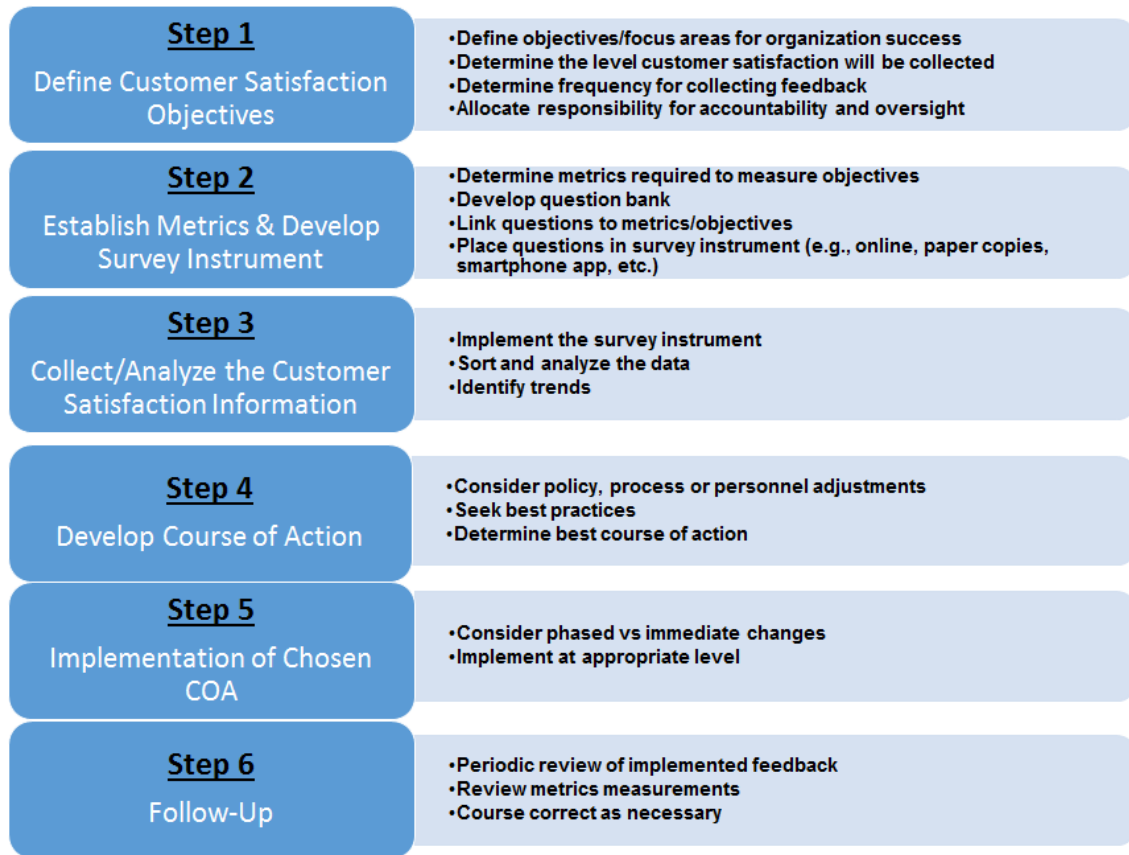 Step 1
Define Customer Satisfaction
Objectives
•Define objectives/focus areas for organization success
•Determine the level customer satisfaction will be collected
•Determine frequency for collecting feedback
•Allocate responsibility for accountability and oversight
Step 2
Establish Metrics & Develop
Survey Instrument
•Determine metrics required to measure objectives
•Develop question bank
•Link questions to metrics/objectives
•Place questions in survey instrument (e.g., online, paper copies,
smartphone app, etc.)
Step 3
Collect/Analyze the Customer
Satisfaction Information
•Implement the survey instrument
•Sort and analyze the data
•Identify trends
Step 4
Develop Course of Action
•Consider policy, process or personnel adjustments
•Seek best practices
•Determine best course of action
Step 5
Implementation of Chosen
COA
•Consider phased vs immediate changes
•Implement at appropriate level
Step 6
Follow-Up
•Periodic review of implemented feedback
•Review metrics measurements
•Course correct as necessary